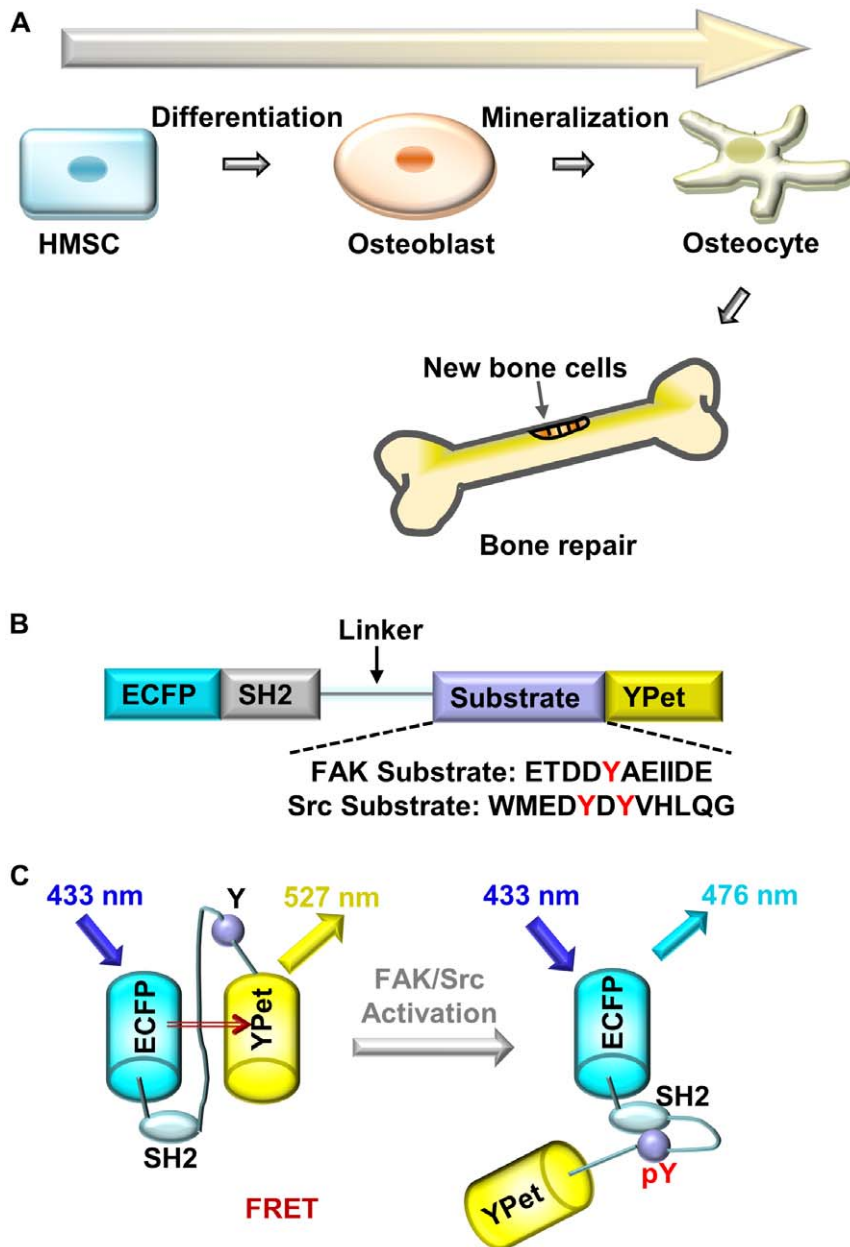 A
Differentiation Mineralization
HMSC Osteoblast Osteocyte
New bone cells
Bone repair
B
Linker
ECFP SH2 Substrate YPet
FAK Substrate: ETDDYAEIIDE
Src Substrate: WMEDYDYVHLQG
C
433 nm Y 527 nm 433 nm 476 nm
ECFP YPet FAK/Src
Activation ECFP
SH2 SH2
YPet pY
FRET